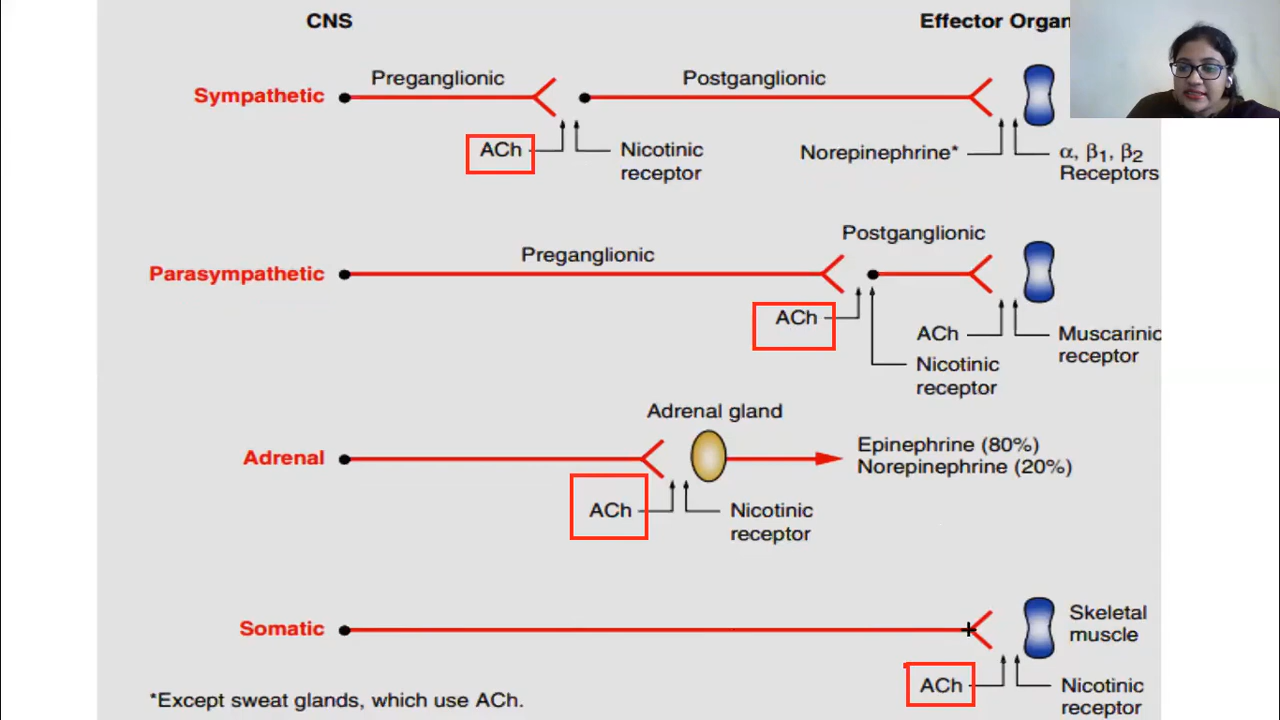 CNS
Effector Organ
Preganglionic
Postganglionic
Sympathetic
ACh
Nicotinic
receptor
Norepinephrine*
α, β1, β2
Receptors
Postganglionic
Preganglionic
Parasympathetic
ACh
ACh
Muscarinic
receptor
Nicotinic
receptor
Adrenal gland
Adrenal
Epinephrine (80%)
Norepinephrine (20%)
ACh
Nicotinic
receptor
Somatic
Skeletal
muscle
ACh
Nicotinic
receptor
*Except sweat glands, which use ACh.